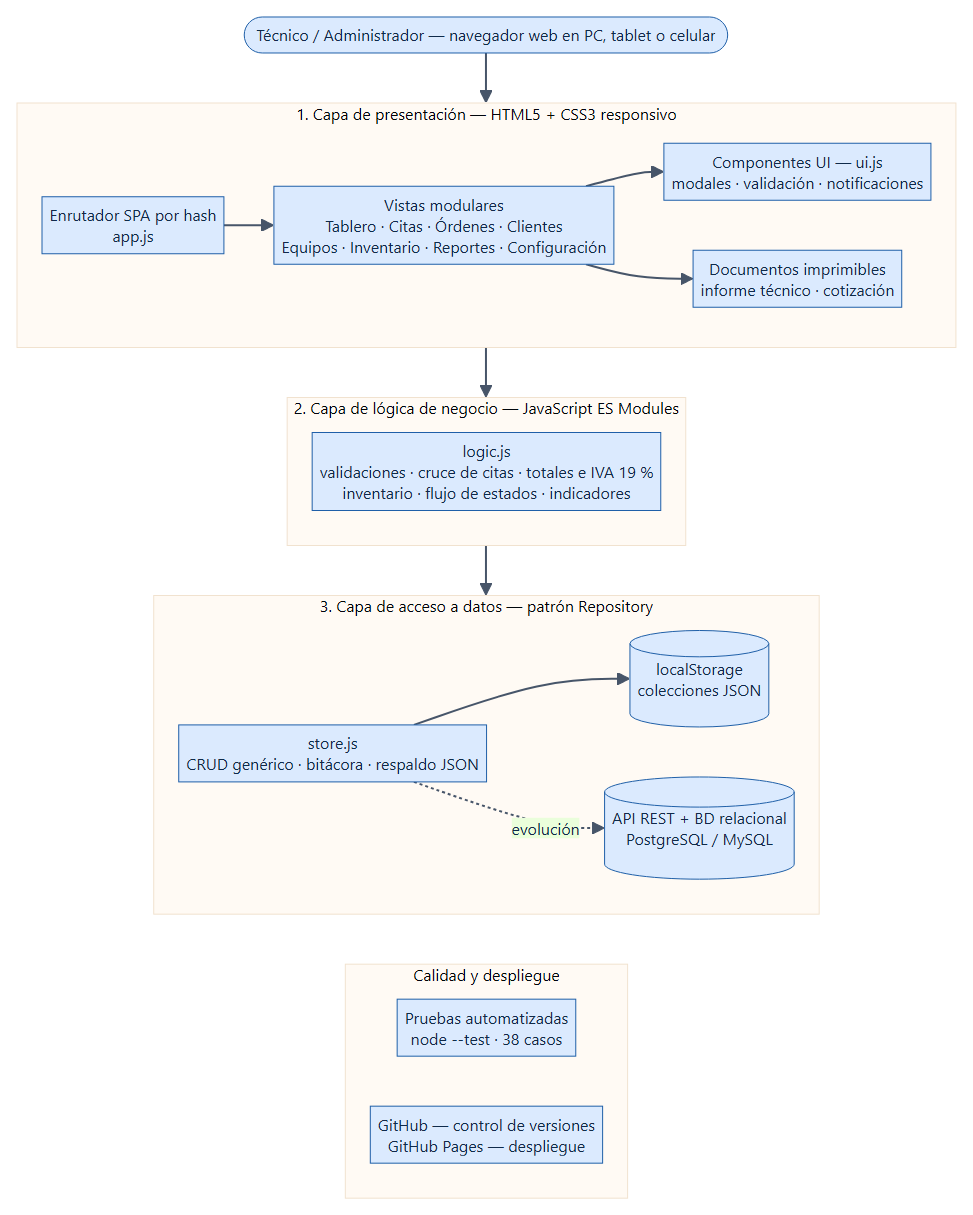 Técnico / Administrador — navegador web en PC, tablet o celular
1. Capa de presentación — HTML5 + CSS3 responsivo
Enrutador SPA por hash
app.js
Vistas modulares
Tablero · Citas · Órdenes · Clientes
Equipos · Inventario · Reportes · Configuración
Componentes UI — ui.js
modales · validación · notificaciones
Documentos imprimibles
informe técnico · cotización
2. Capa de lógica de negocio — JavaScript ES Modules
logic.js
validaciones · cruce de citas · totales e IVA 19 %
inventario · flujo de estados · indicadores
3. Capa de acceso a datos — patrón Repository
store.js
CRUD genérico · bitácora · respaldo JSON
localStorage
colecciones JSON
evolución
API REST + BD relacional
PostgreSQL / MySQL
Calidad y despliegue
Pruebas automatizadas
node --test · 38 casos
GitHub — control de versiones
GitHub Pages — despliegue